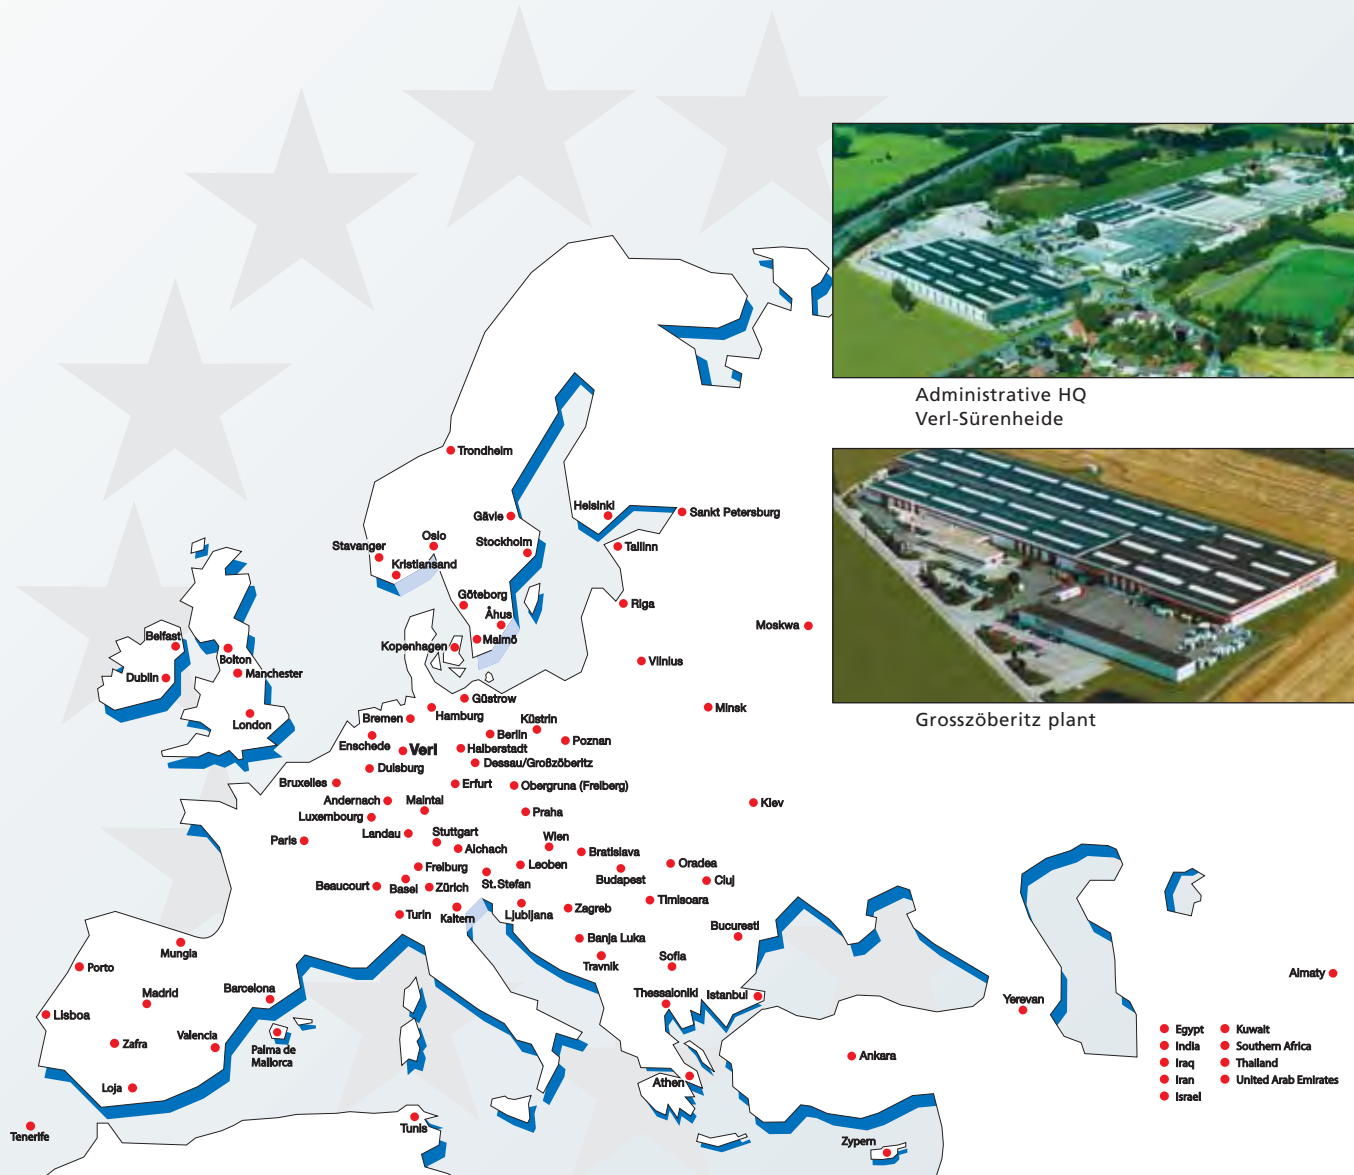 Administrative HQ
Verl-Sürenheide
Trondheim
Gävle
Helsinki
Sankt Petersburg
Stavanger
Oslo
Stockholm
Tallinn
Kristiansand
Göteborg
Åhus
Riga
Moskwa
Belfast
Kopenhagen
Malmö
Bolton
Vilnius
Dublin
Manchester
Güstrow
Grosszöberitz plant
London
Bremen
Hamburg
Küstrin
Minsk
Enschede
Verl
Berlin
Halberstadt
Poznan
Duisburg
Dessau/Großzöberitz
Bruxelles
Erfurt
Obergruna (Freiberg)
Andernach
Maintal
Kiev
Luxembourg
Praha
Paris
Landau
Stuttgart
Wien
Aichach
Bratislava
Freiburg
Leoben
Oradea
Beaucourt
Basel
Zürich
St. Stefan
Budapest
Cluj
Turin
Kaltern
Ljubljana
Zagreb
Timisoara
Mungia
Banja Luka
Bucuresti
Porto
Travnik
Sofia
Almaty
Madrid
Barcelona
Thessaloniki
Istanbul
Yerevan
Lisboa
Zafra
Valencia
Palma de
Mallorca
Ankara
Loja
Athen
Tenerife
Tunis
Zypern
Egypt
India
Iraq
Iran
Israel
Kuwait
Southern Africa
Thailand
United Arab Emirates